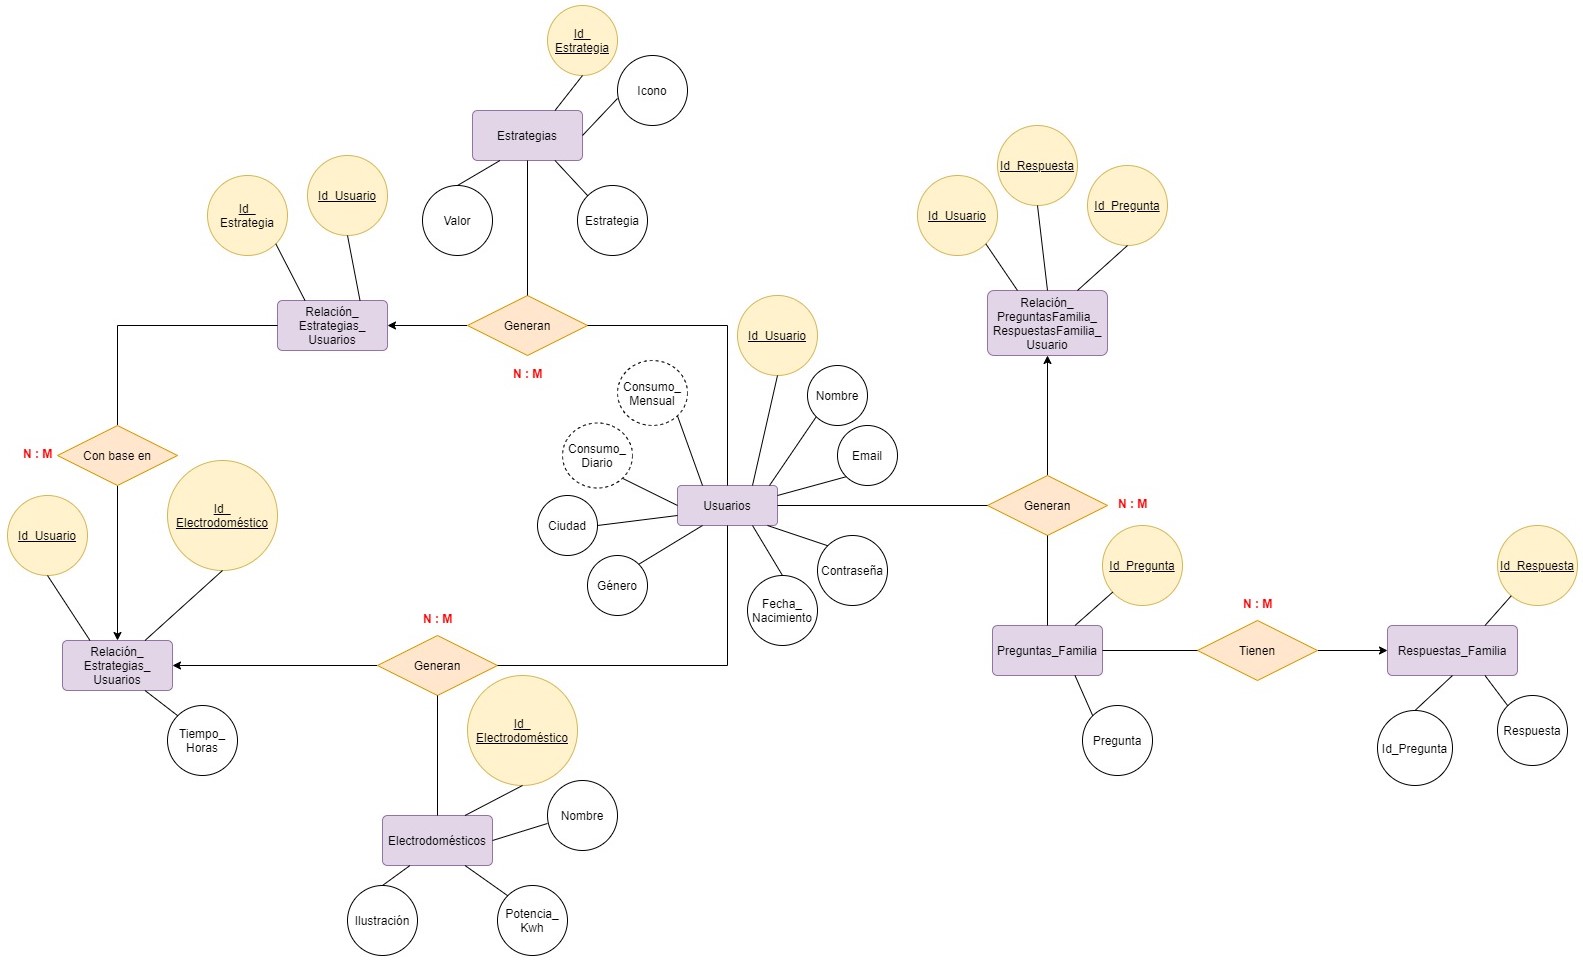 Id_
Estrategia
Icono
Estrategias
Valor
Estrategia
Id_
Estrategia
Id_Usuario
Relación_
Estrategias_
Usuarios
Generan
N : M
Id_Usuario
Id_Respuesta
Id_Pregunta
Relación_
PreguntasFamilia_
RespuestasFamilia_
Usuario
Id_Usuario
Consumo_
Mensual
Nombre
Consumo_
Diario
Email
Ciudad
Usuarios
Género
Fecha_
Nacimiento
Contraseña
Generan
N : M
N : M
Con base en
Id_Usuario
Id_
Electrodoméstico
Relación_
Estrategias_
Usuarios
Tiempo_
Horas
N : M
Generan
Id_
Electrodoméstico
Nombre
Electrodomésticos
Ilustración
Potencia_
Kwh
Id_Pregunta
Preguntas_Familia
Pregunta
N : M
Tienen
Id_Respuesta
Respuestas_Familia
Id_Pregunta
Respuesta